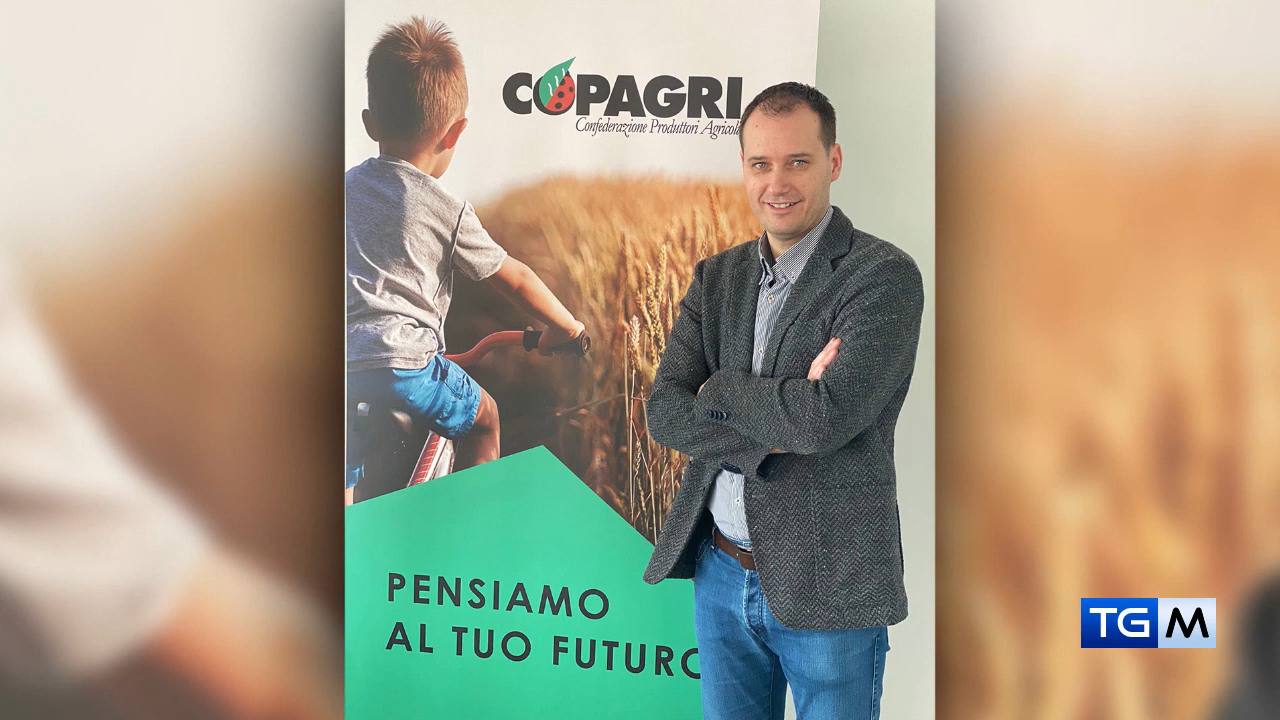 COPAGRI
Confederazione Produttori Agricoli
PENSIAMO
AL TUO FUTURO
TGM